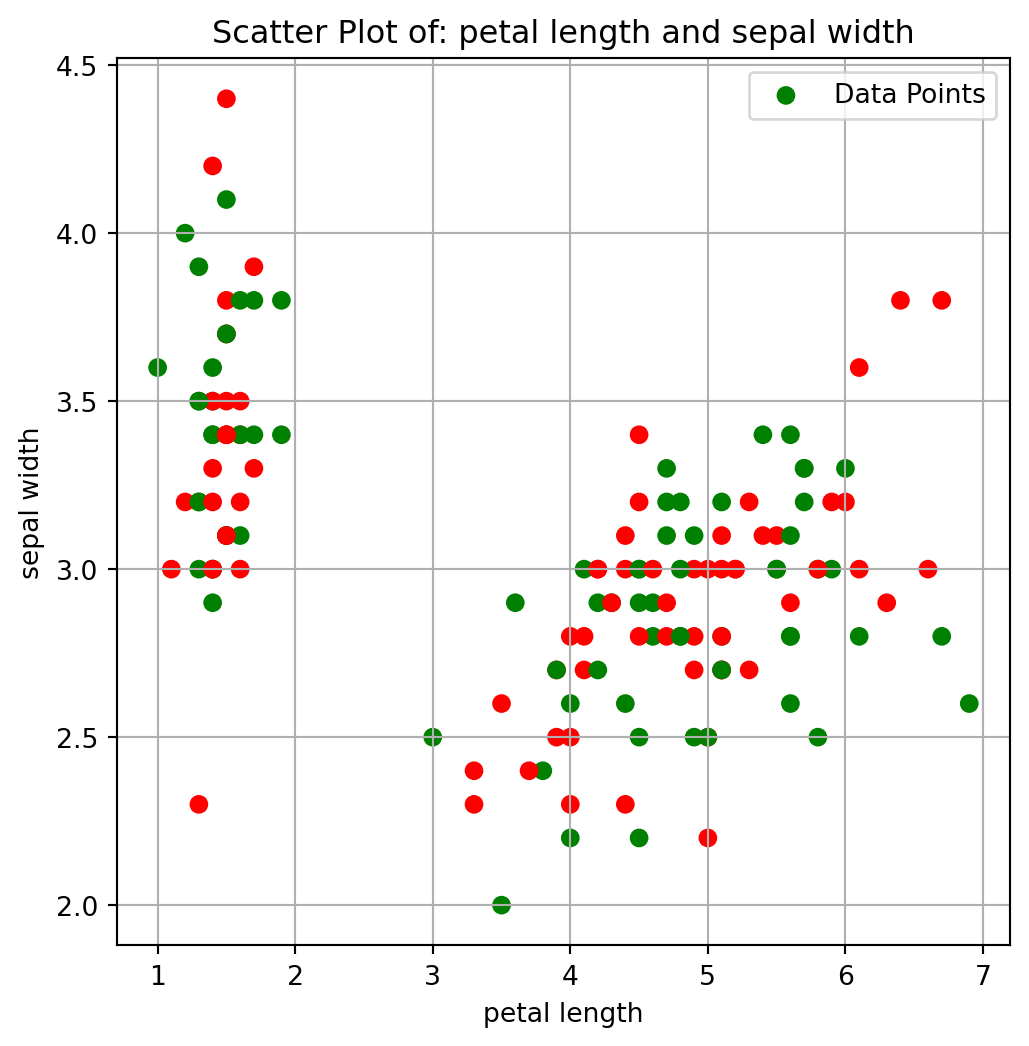 Scatter Plot of: petal length and sepal width
Data Points
4.5
4.0
3.5
3.0
2.5
2.0
sepal width
1 2 3 4 5 6 7
petal length